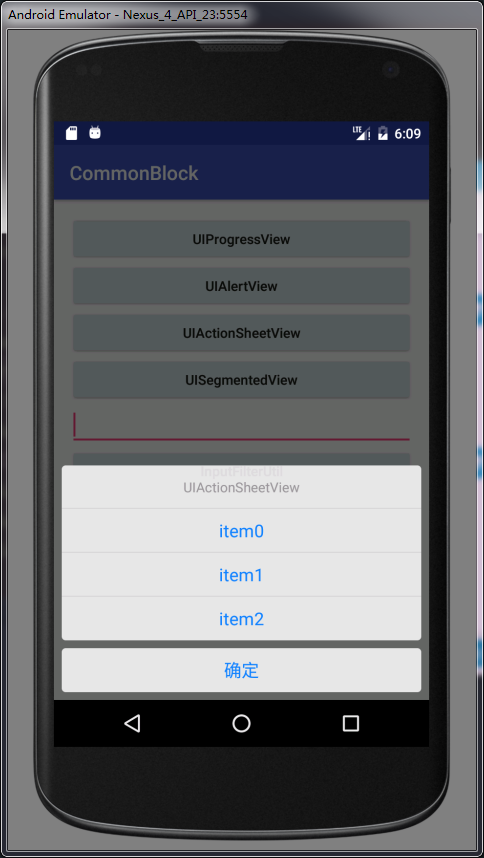 Android Emulator - Nexus_4_API_23:5554
LTE 6:09
CommonBlock
UIProgressView
UIAlertView
UIActionSheetView
UISegmentedView
InputFilterUtil
UIActionSheetView
item0
item1
item2
确定